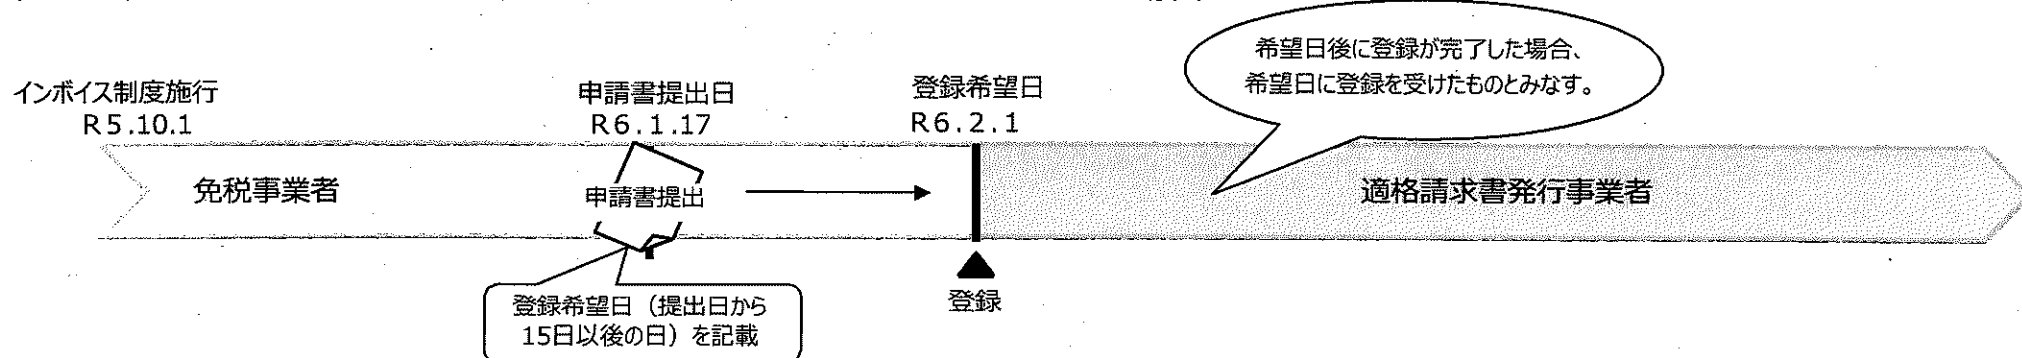 希望日後に登録が完了した場合、
希望日に登録を受けたものとみなす。
インボイス制度施行
R5.10.1
申請書提出日
R6.1.17
登録希望日
R6.2.1
免税事業者
申請書提出
適格請求書発行事業者
登録希望日（提出日から
15日以後の日）を記載
登録